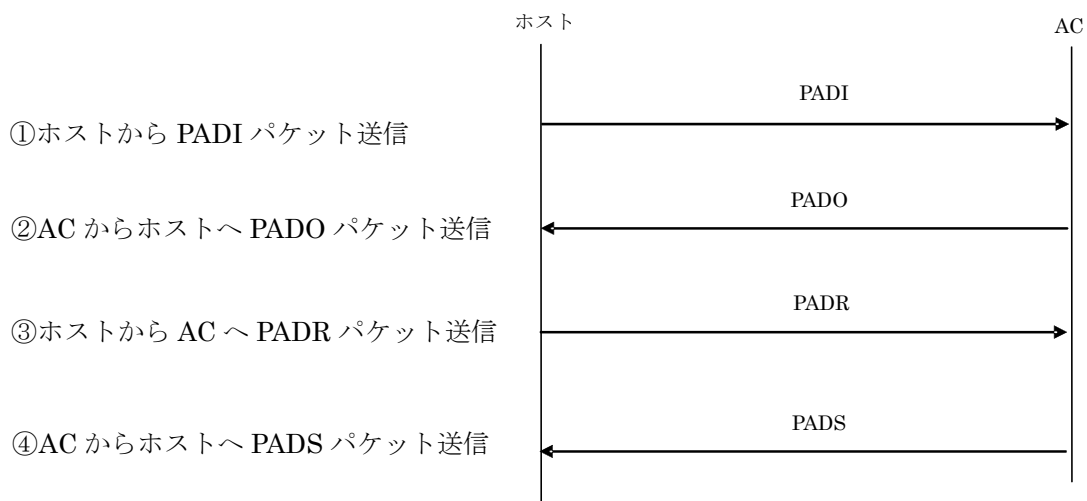 ホスト
AC
PADI
①ホストから PADI パケット送信
PADO
②AC からホストへ PADO パケット送信
PADR
③ホストから AC へ PADR パケット送信
PADS
④AC からホストへ PADS パケット送信